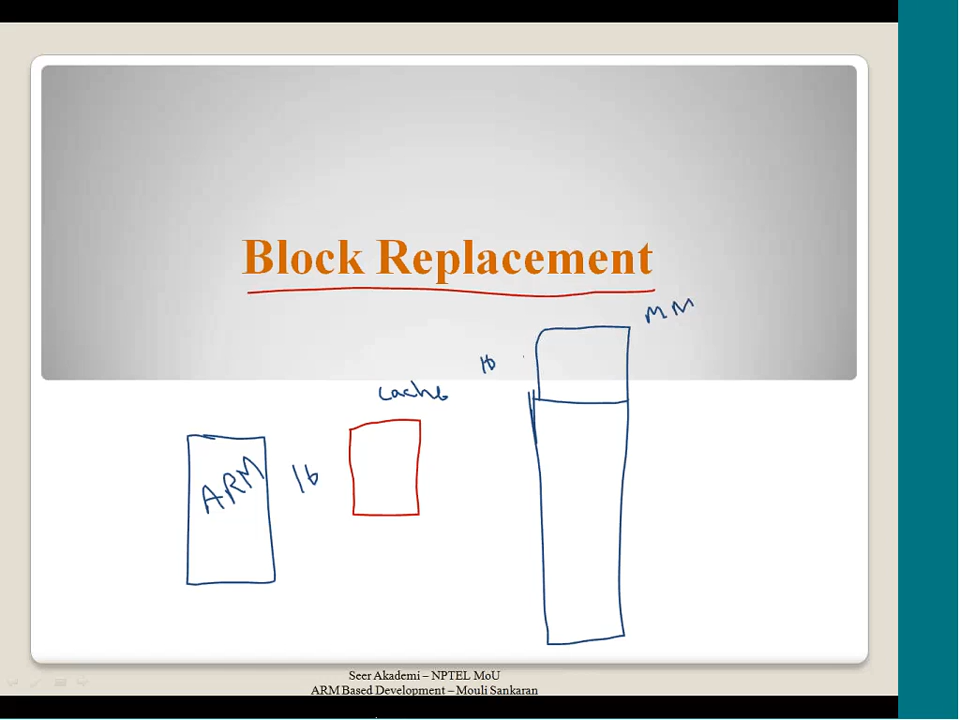 Block Replacement
MM
16
cache
ARM
16
Seer Akademi – NPTEL MoU
ARM Based Development – Mouli Sankaran